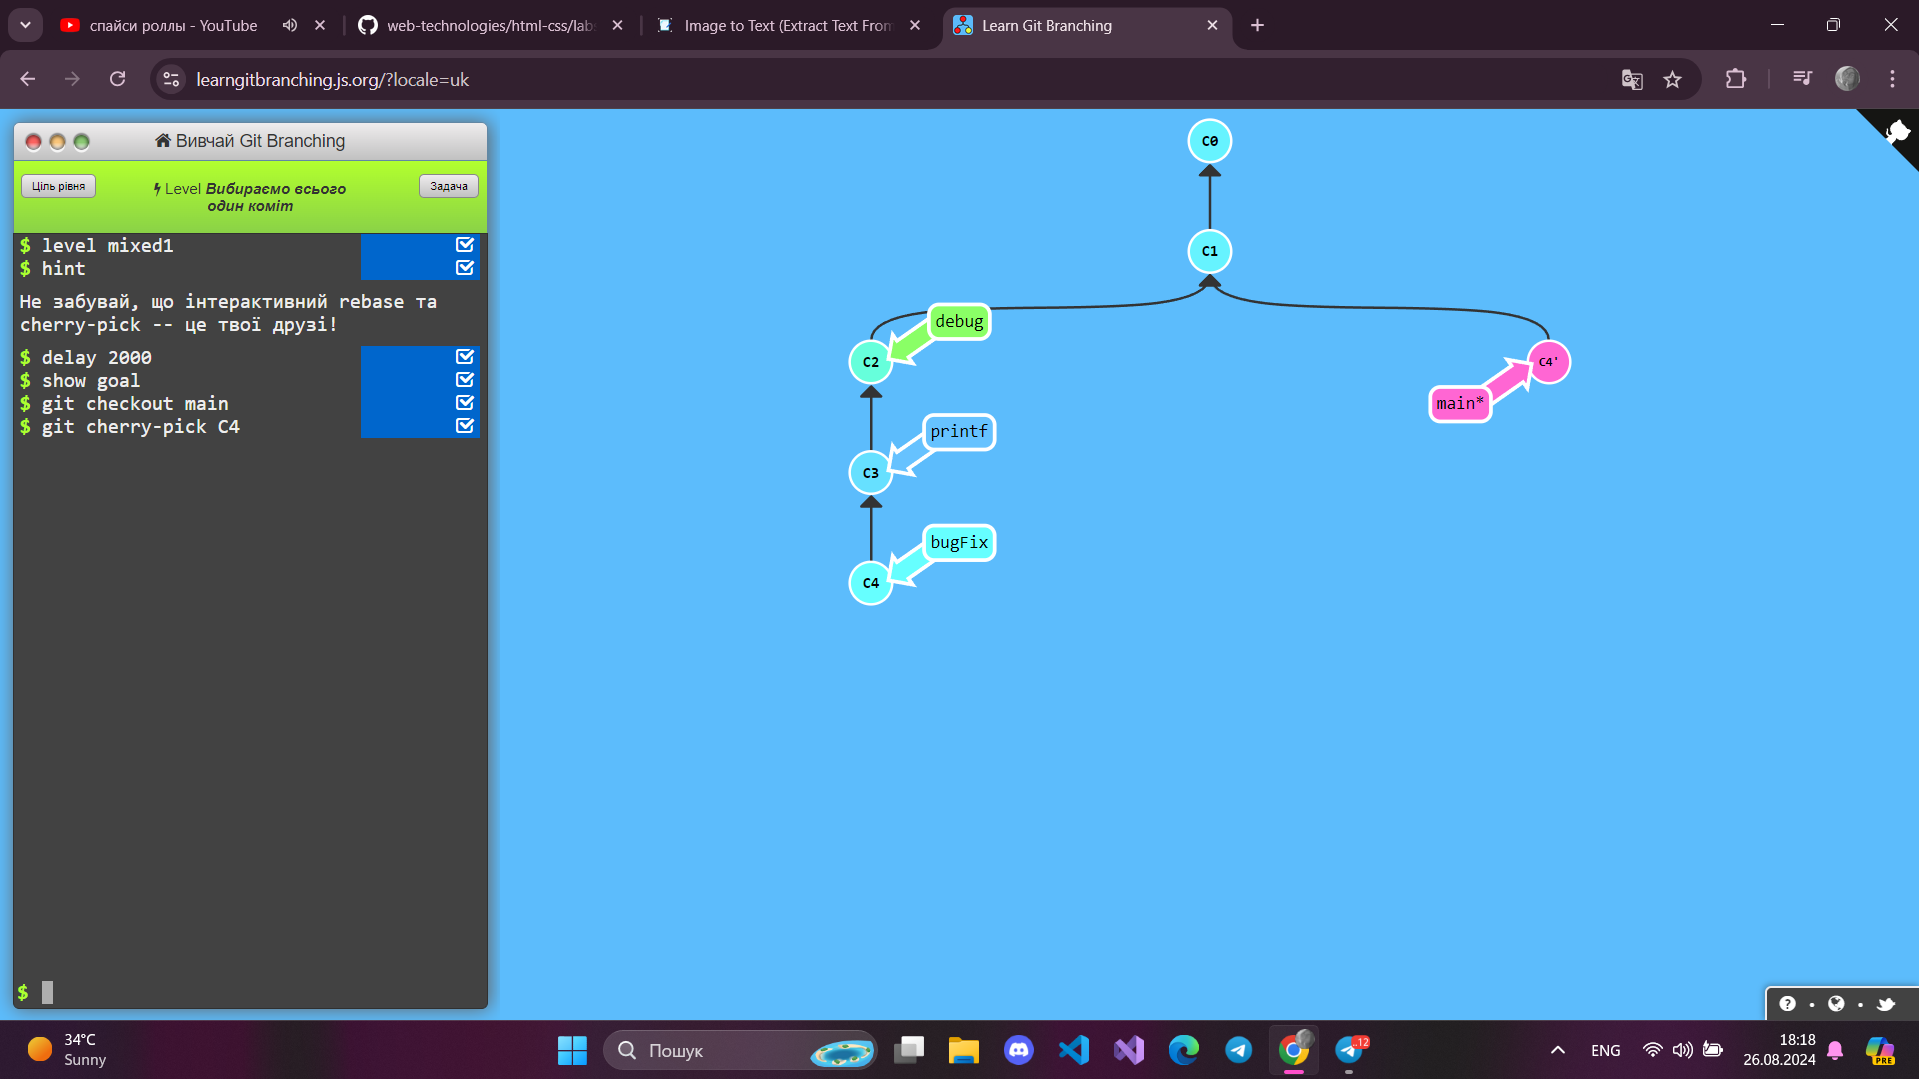 спайси роллы - YouTube
web-technologies/html-css/lab
Image to Text (Extract Text From
Learn Git Branching
learngitbranching.js.org/?locale=uk
Вивчай Git Branching
Ціль рівня
Level Вибираємо всього
один коміт
Задача
$ level mixed1
$ hint
Не забувай, що інтерактивний rebase та
cherry-pick -- це твої друзі!
$ delay 2000
$ show goal
$ git checkout main
$ git cherry-pick C4
$
C0
C1
debug
C2
C4'
main*
printf
C3
bugFix
C4
34°C
Sunny
Пошук
12
ENG
18:18
26.08.2024
PRE